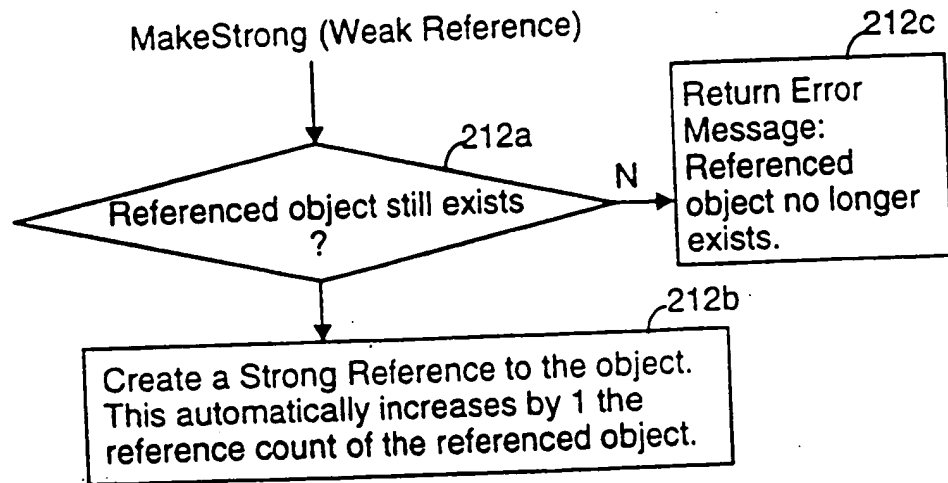 MakeStrong (Weak Reference)
212c
Return Error
Message:
Referenced
object no longer
exists.
212a
N
Referenced object still exists
?
212b
Create a Strong Reference to the object.
This automatically increases by 1 the
reference count of the referenced object.